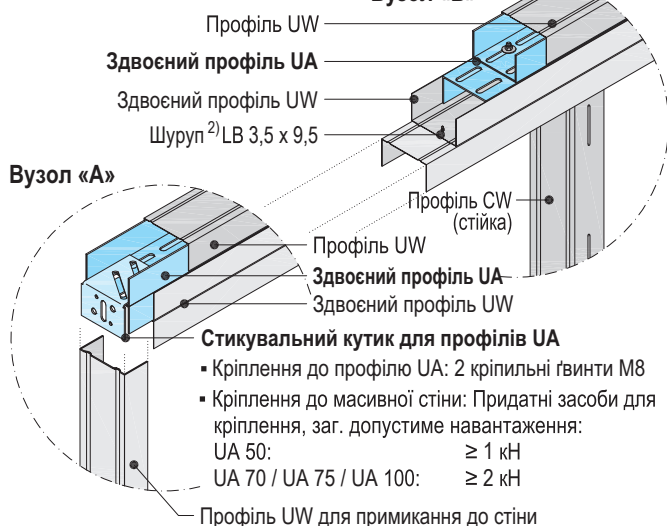 Профіль UW
Здвоєний профіль UA
Здвоєний профіль UW
Шуруп 2) LB 3,5 x 9,5
Вузол «А»
Профіль CW
(стійка)
Профіль UW
Здвоєний профіль UA
Здвоєний профіль UW
Стикувальний кутик для профілів UA
▪ Кріплення до профілю UA: 2 кріпильні ґвинти M8
▪ Кріплення до масивної стіни: Придатні засоби для
кріплення, заг. допустиме навантаження:
UA 50: ≥ 1 кН
UA 70 / UA 75 / UA 100: ≥ 2 кН
Профіль UW для примикання до стіни